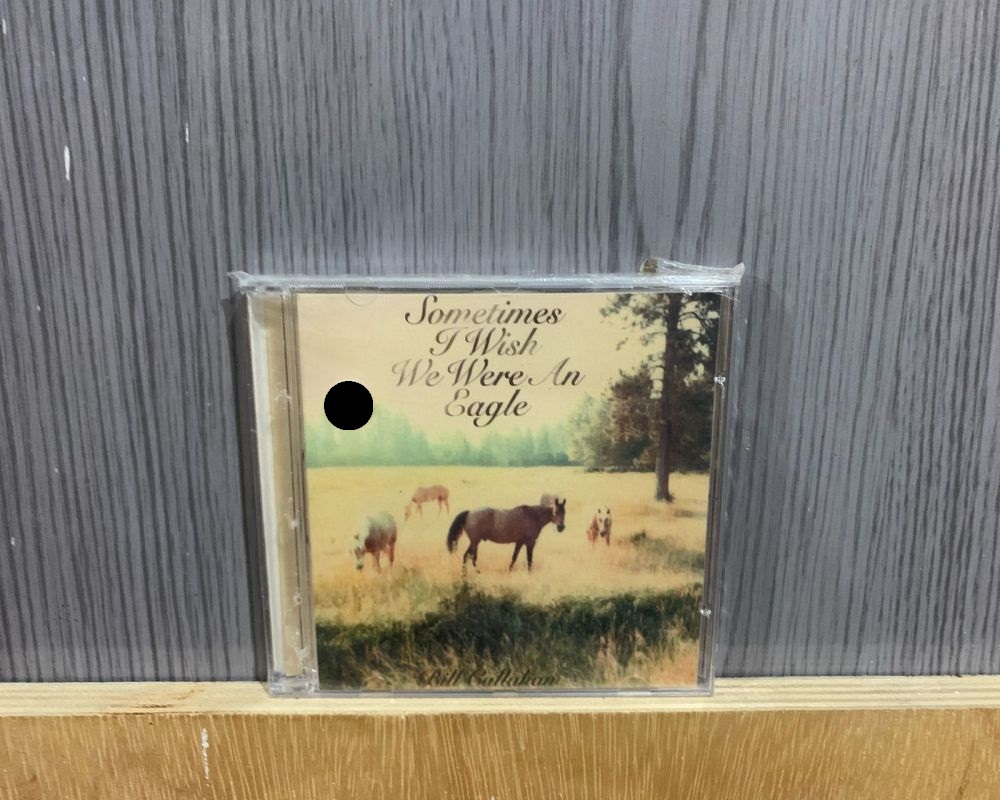 Sometimes
I Wish
We Were An
Eagle
Bill Callahan